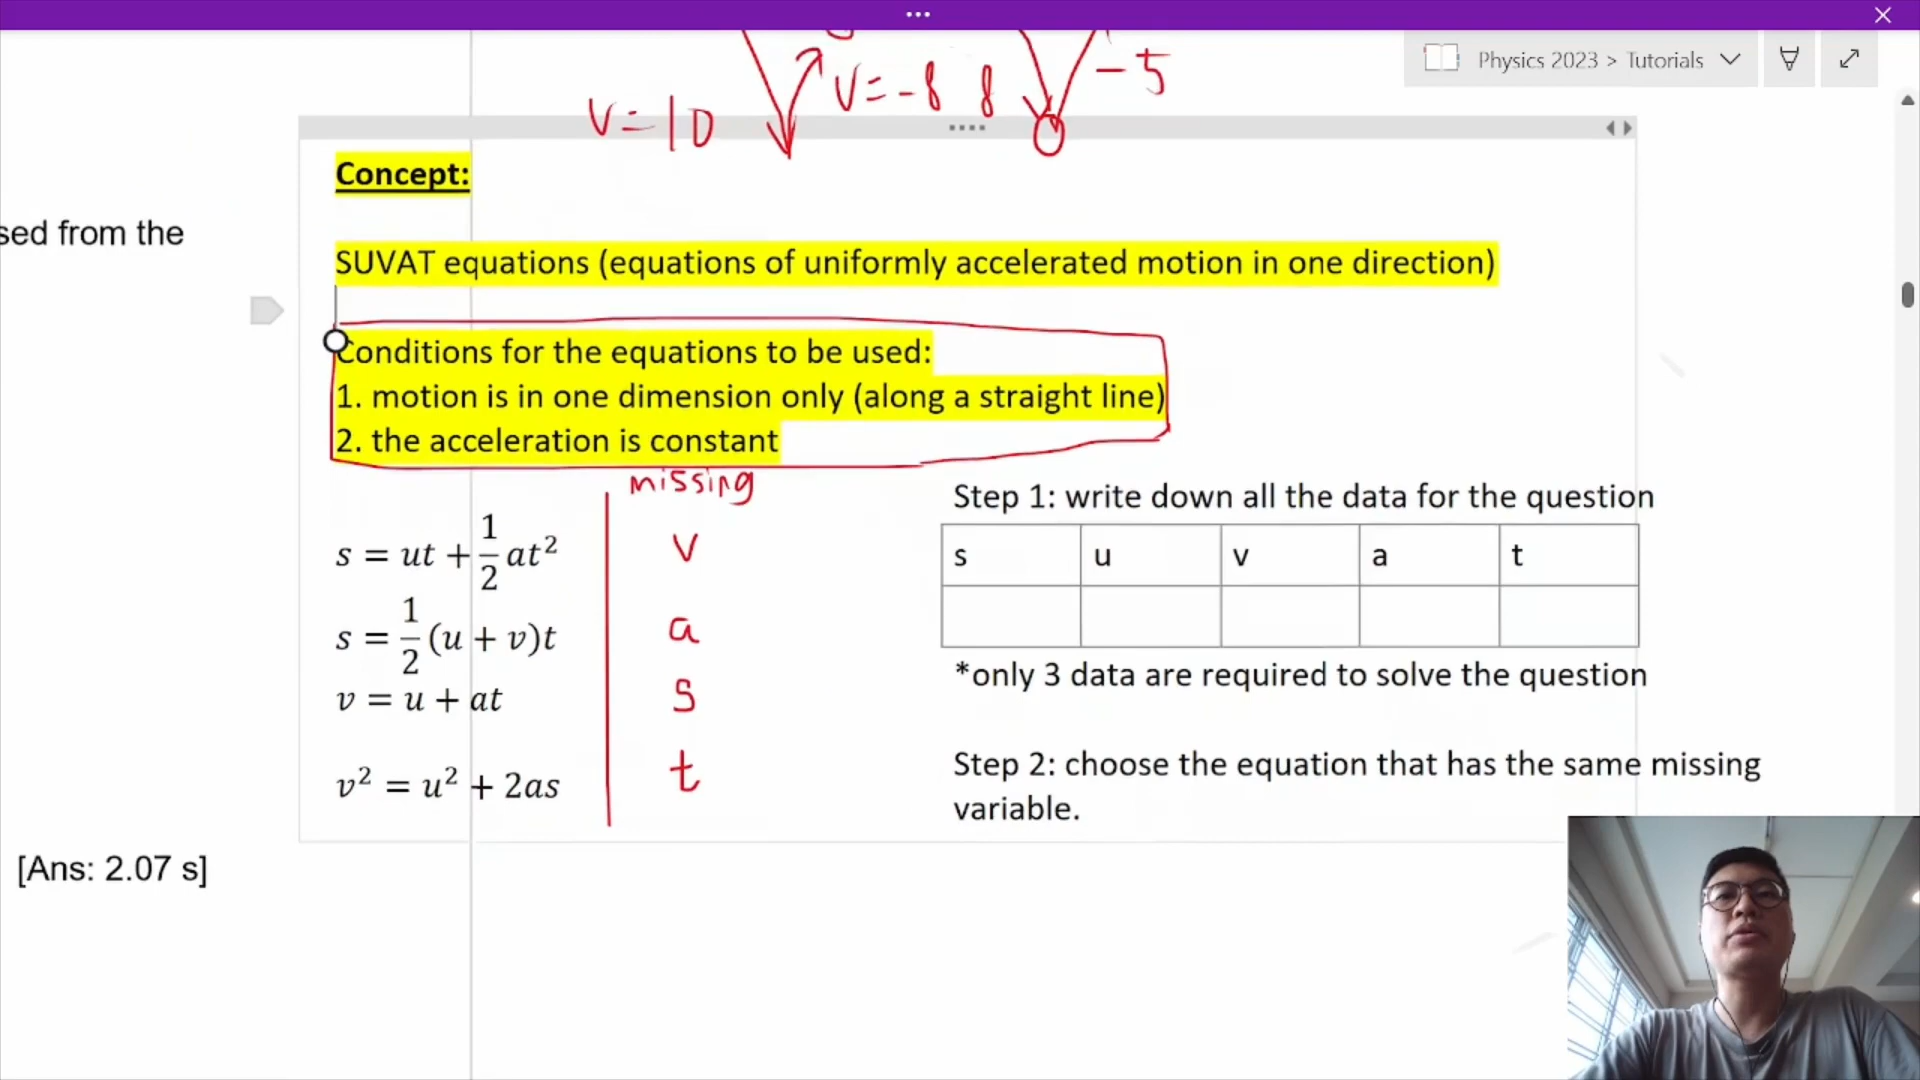 Physics 2023 > Tutorials
v=10
v=-8
8
-5
Concept:
sed from the
SUVAT equations (equations of uniformly accelerated motion in one direction)
Conditions for the equations to be used:
1. motion is in one dimension only (along a straight line)
2. the acceleration is constant
missing
s = ut + 1/2 at² v
s = 1/2 (u + v)t a
v = u + at s
v² = u² + 2as t
Step 1: write down all the data for the question
s u v a t
*only 3 data are required to solve the question
Step 2: choose the equation that has the same missing
variable.
[Ans: 2.07 s]